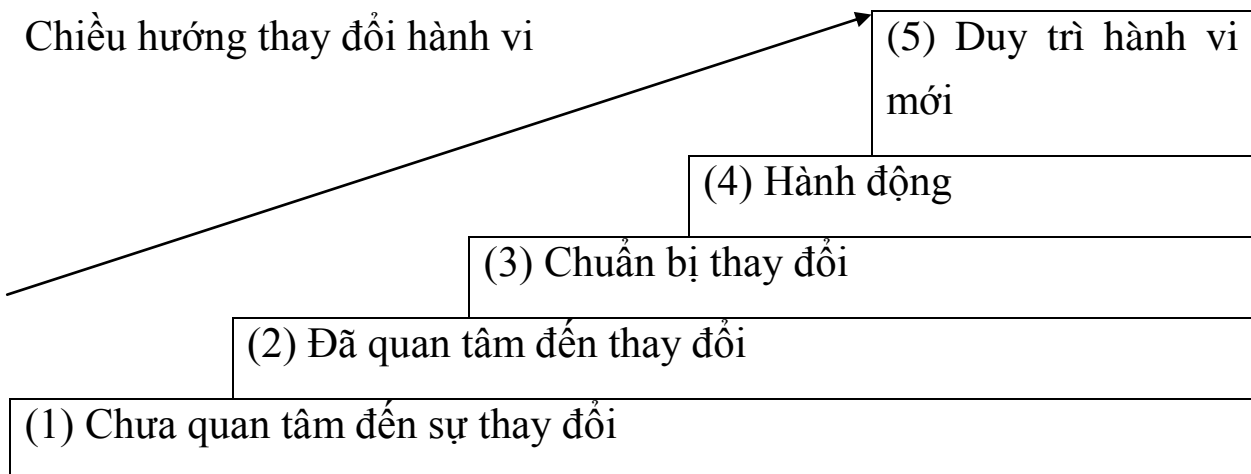 Chiều hướng thay đổi hành vi
(5) Duy trì hành vi
mới
(4) Hành động
(3) Chuẩn bị thay đổi
(2) Đã quan tâm đến thay đổi
(1) Chưa quan tâm đến sự thay đổi